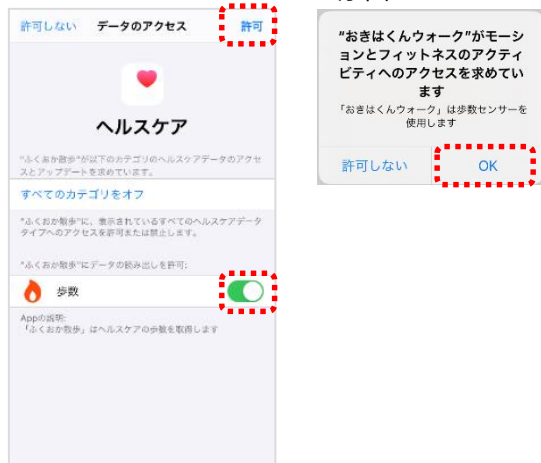 許可しない データのアクセス 許可
ヘルスケア
"ふくおか散歩"が以下のカテゴリのヘルスケアデータのアクセ
スとアップデートを求めています。
すべてのカテゴリをオフ
"ふくおか散歩"に、表示されているすべてのヘルスケアデータ
タイプへのアクセスを許可または禁止します。
"ふくおか散歩"にデータの読み出しを許可:
歩数
Appの説明:
「ふくおか散歩」はヘルスケアの歩数を取得します
"おきはくんウォーク"がモーシ
ョンとフィットネスのアクティ
ビティへのアクセスを求めてい
ます
「おきはくんウォーク」は歩数センサーを
使用します
許可しない OK